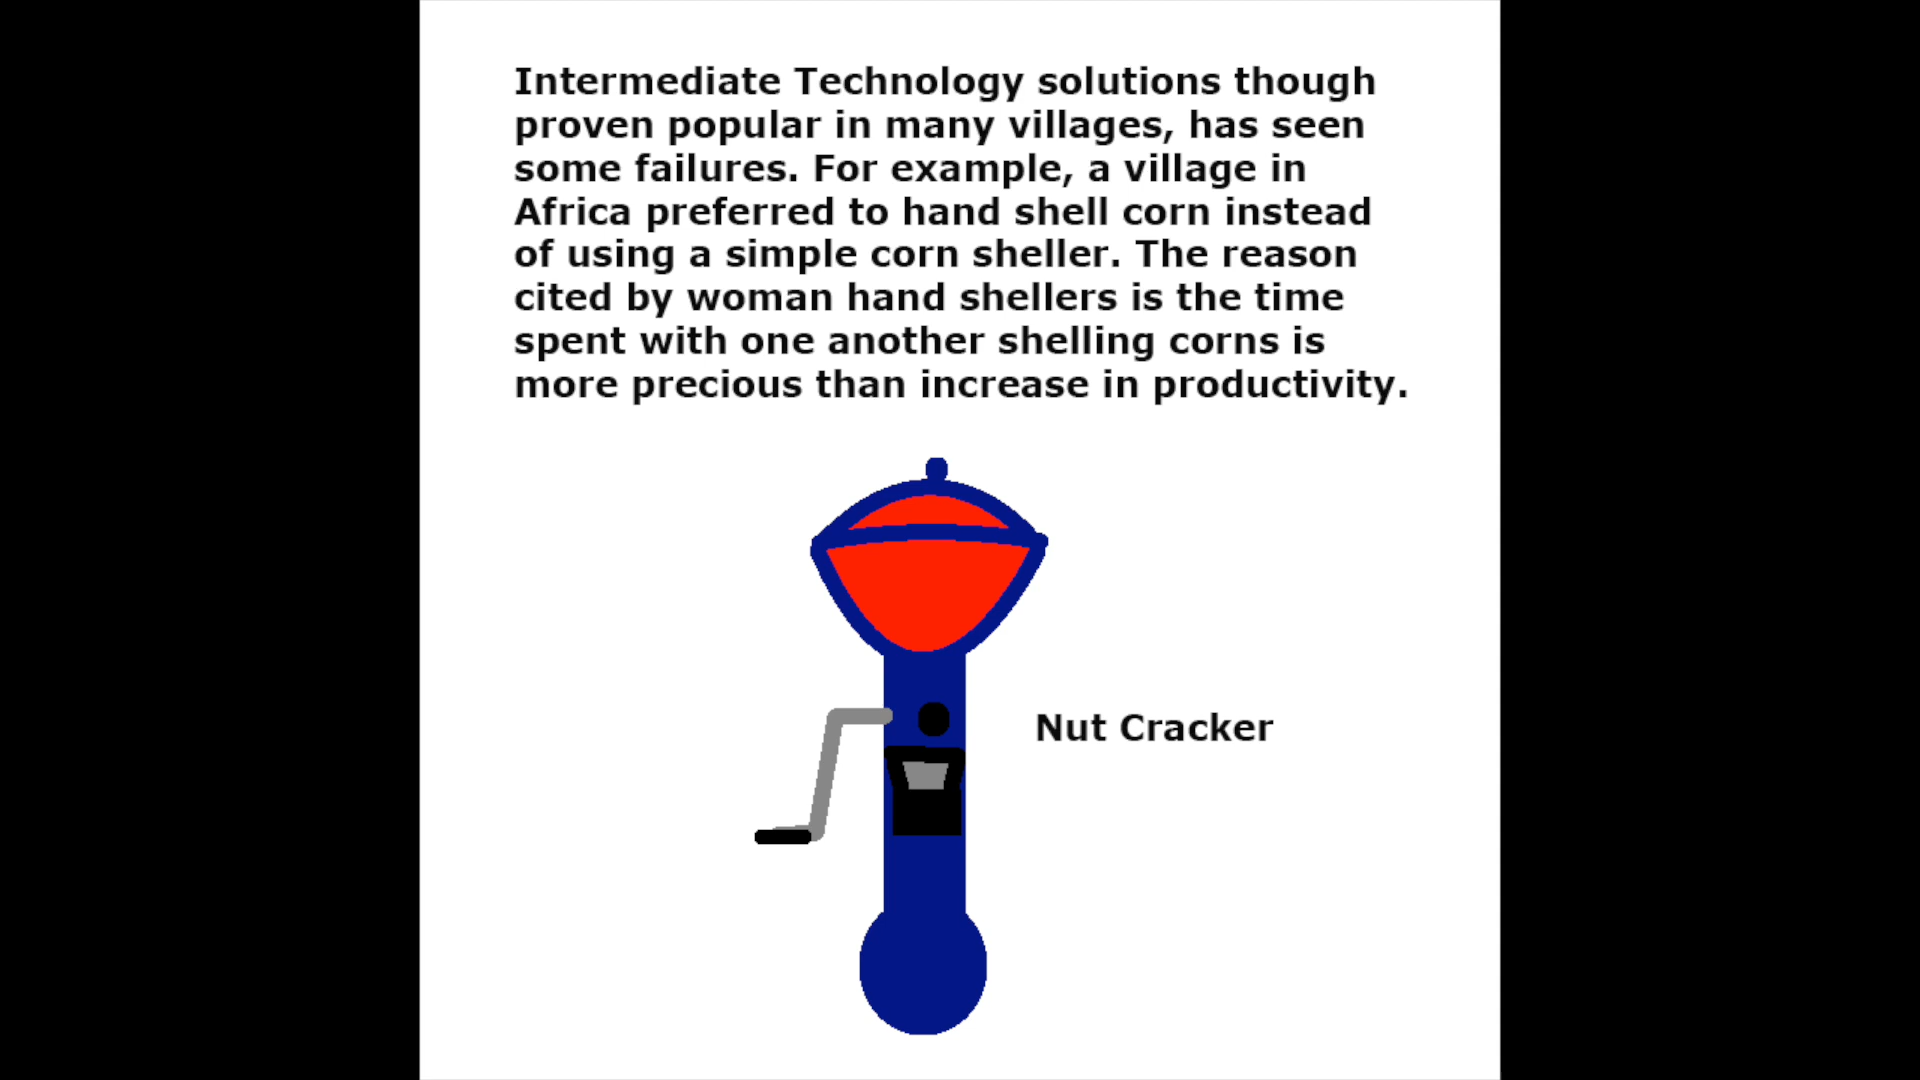 Intermediate Technology solutions though
proven popular in many villages, has seen
some failures. For example, a village in
Africa preferred to hand shell corn instead
of using a simple corn sheller. The reason
cited by woman hand shellers is the time
spent with one another shelling corns is
more precious than increase in productivity.
Nut Cracker